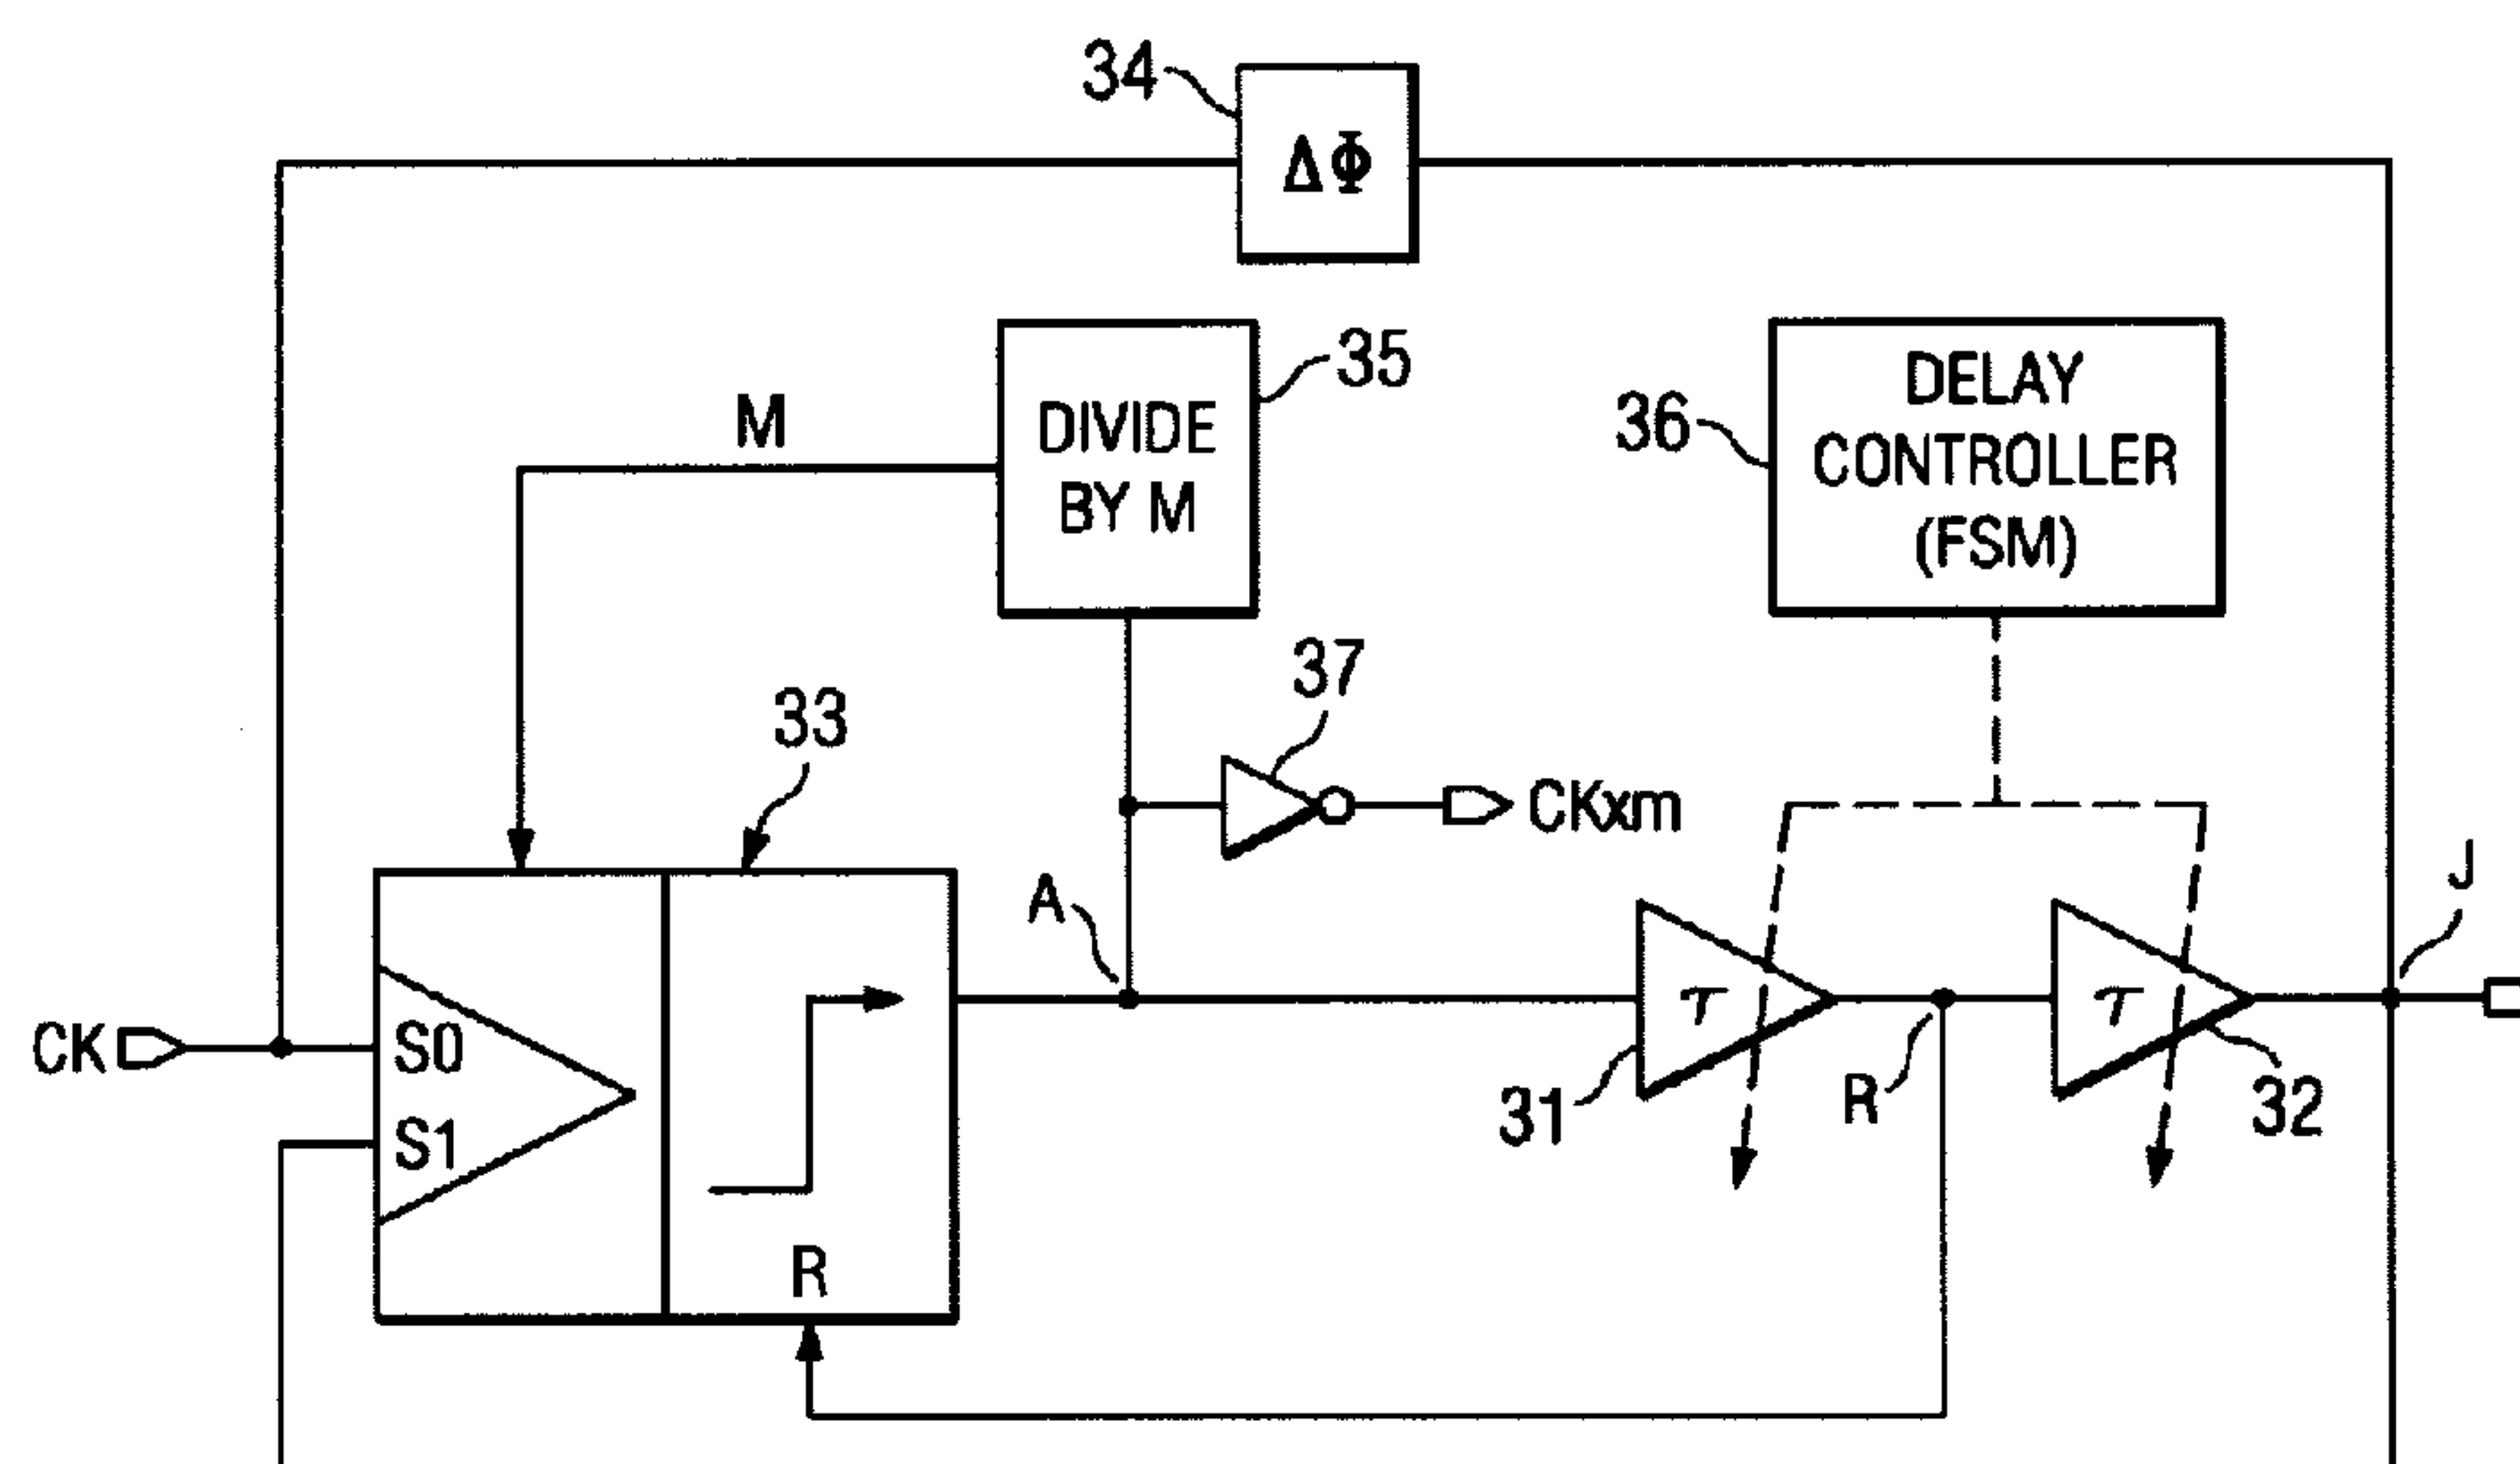 34
ΔΦ
35
DIVIDE
BY M
M
36
DELAY
CONTROLLER
(FSM)
37
33
CKxm
A
J
CK
S0
S1
τ
τ
31
R
32
R